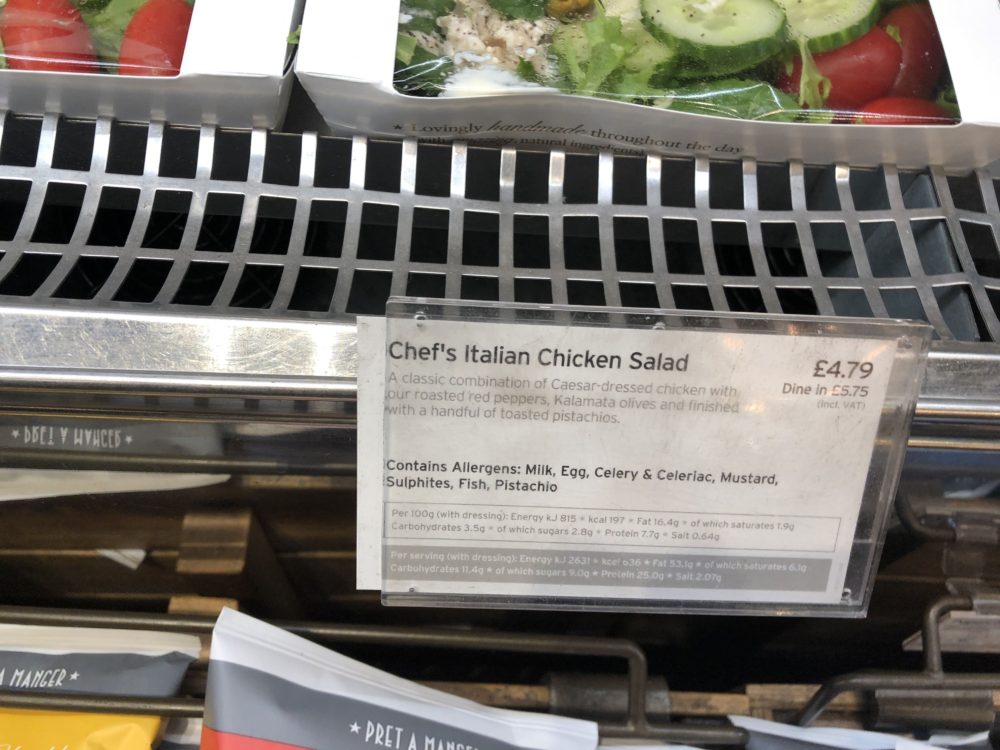 ★ Lovingly handmade throughout the day
natural ingredients
Chef's Italian Chicken Salad
£4.79
A classic combination of Caesar-dressed chicken with
Dine in £5.75
our roasted red peppers, Kalamata olives and finished
(incl. VAT)
with a handful of toasted pistachios.
★ PRET A MANGER ★
Contains Allergens: Milk, Egg, Celery & Celeriac, Mustard,
Sulphites, Fish, Pistachio
Per 100g (with dressing): Energy kJ 815 ★ kcal 197 ★ Fat 16.4g ★ of which saturates 1.9g
Carbohydrates 3.5g ★ of which sugars 2.8g ★ Protein 7.7g ★ Salt 0.64g
Per serving (with dressing): Energy kJ 2631 ★ kcal 636 ★ Fat 53.1g ★ of which saturates 6.1g
Carbohydrates 11.4g ★ of which sugars 9.0g ★ Protein 25.0g ★ Salt 2.07g
A MANGER ★
★ PRET A MANGER